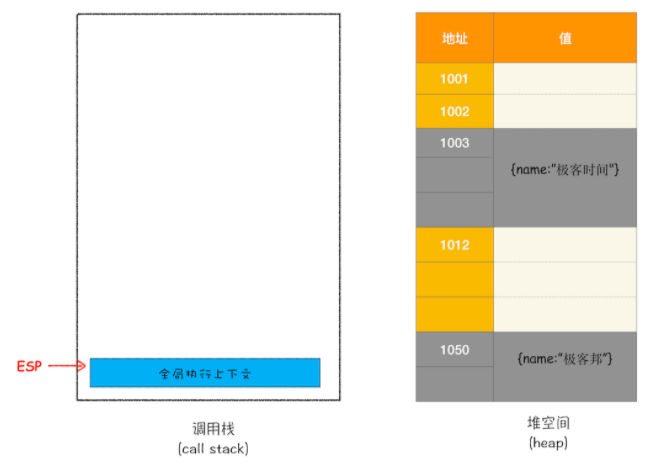 ESP
全局执行上下文
调用栈
(call stack)
地址 值
1001
1002
1003
{name:"极客时间"}
1012
1050
{name:"极客邦"}
堆空间
(heap)